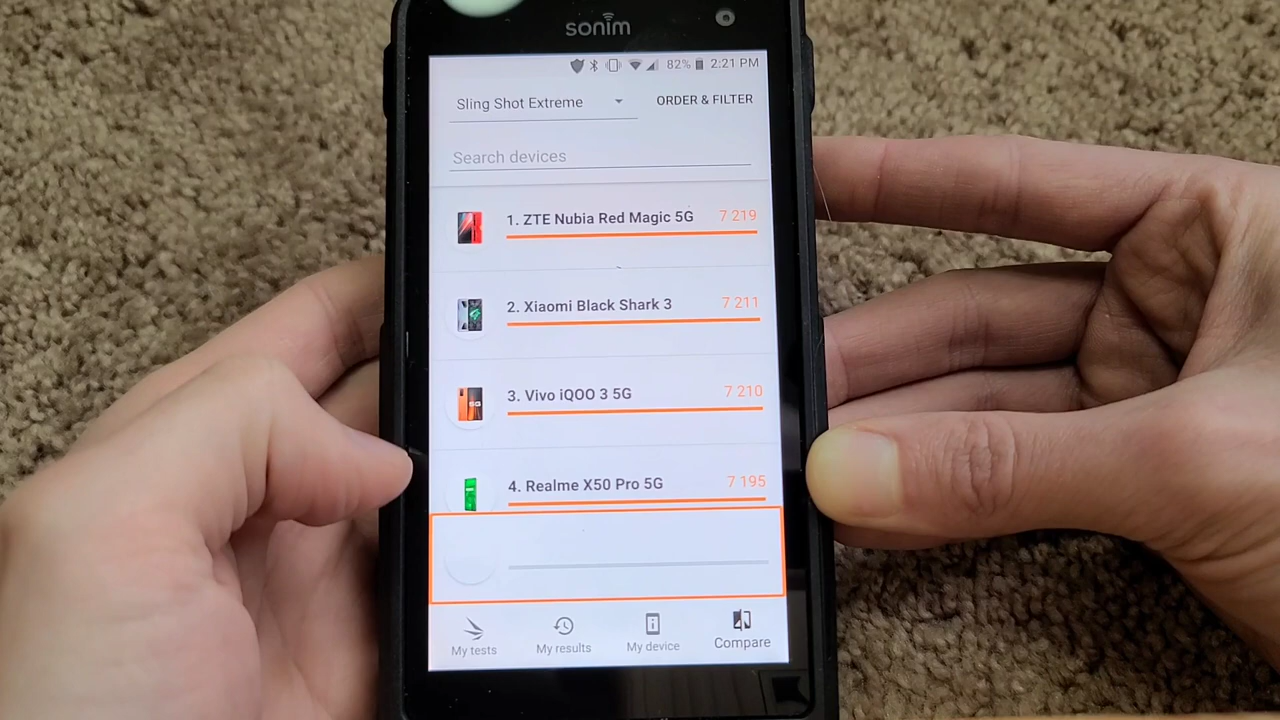 sonim
82% 2:21 PM
Sling Shot Extreme ORDER & FILTER
Search devices
1. ZTE Nubia Red Magic 5G 7 219
2. Xiaomi Black Shark 3 7 211
3. Vivo iQOO 3 5G 7 210
4. Realme X50 Pro 5G 7 195
My tests My results My device Compare